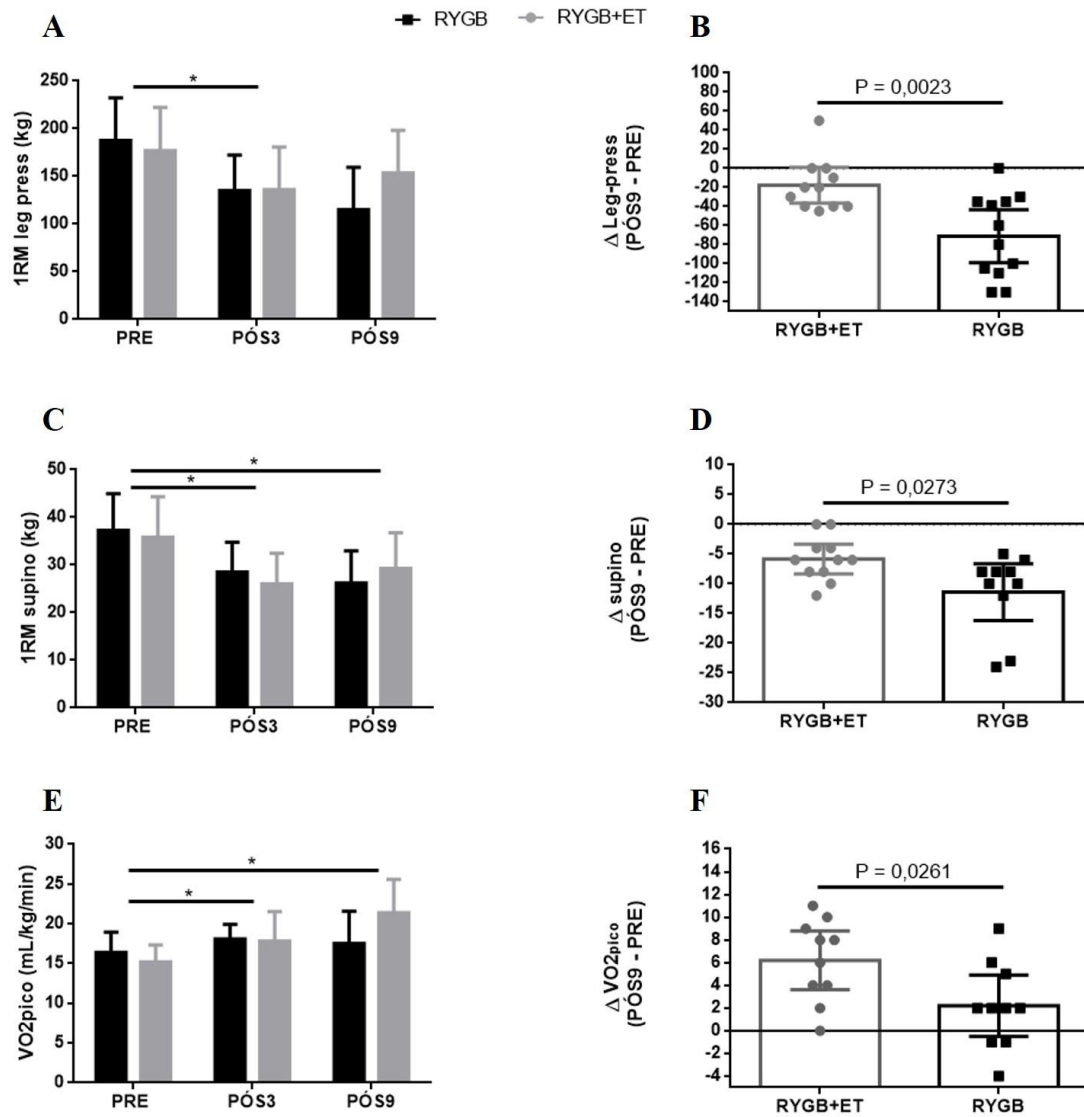 A
RYGB RYGB+ET
B
1RM leg press (kg)
250
200
150
100
50
0
*
PRE PÓS3 PÓS9
Δ Leg-press
(PÓS9 - PRE)
100
80
60
40
20
0
-20
-40
-60
-80
-100
-120
-140
P = 0,0023
RYGB+ET RYGB
C
1RM supino (kg)
50
40
30
20
10
0
*
*
PRE PÓS3 PÓS9
D
Δ supino
(PÓS9 - PRE)
10
5
0
-5
-10
-15
-20
-25
-30
P = 0,0273
RYGB+ET RYGB
E
VO2pico (mL/kg/min)
30
25
20
15
10
5
0
*
*
PRE PÓS3 PÓS9
F
Δ VO2pico
(PÓS9 - PRE)
16
14
12
10
8
6
4
2
0
-2
-4
P = 0,0261
RYGB+ET RYGB